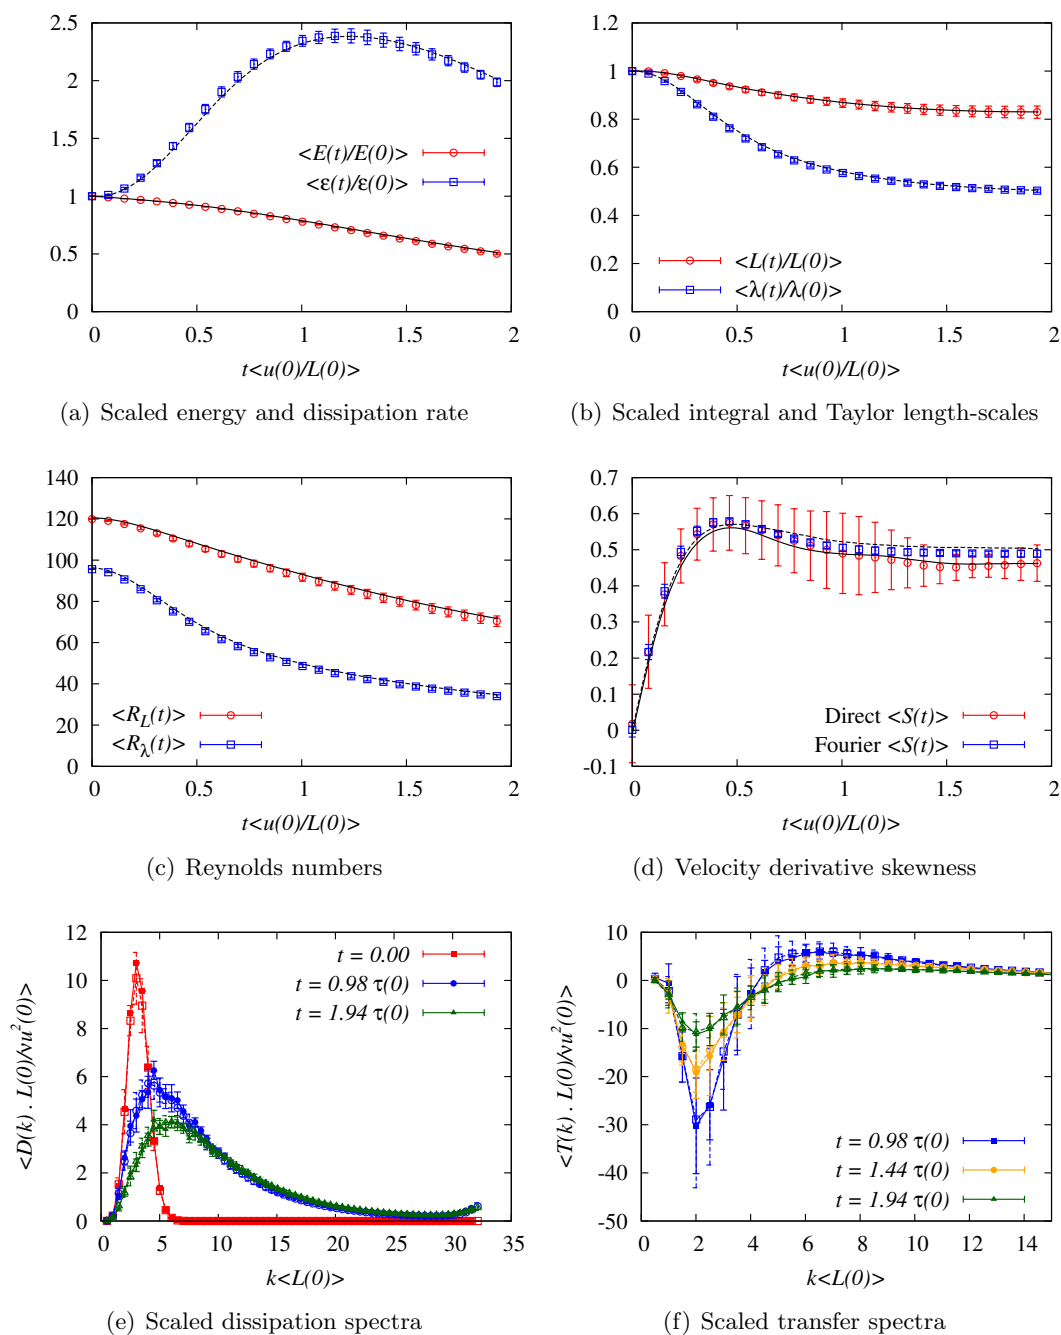 2.5
2
1.5
1
0.5
0
<E(t)/E(0)>
<ε(t)/ε(0)>
0 0.5 1 1.5 2
t<u(0)/L(0)>
(a) Scaled energy and dissipation rate
1.2
1
0.8
0.6
0.4
0.2
0
<L(t)/L(0)>
<λ(t)/λ(0)>
0 0.5 1 1.5 2
t<u(0)/L(0)>
(b) Scaled integral and Taylor length-scales
140
120
100
80
60
40
20
0
<R_L(t)>
<R_λ(t)>
0 0.5 1 1.5 2
t<u(0)/L(0)>
(c) Reynolds numbers
0.7
0.6
0.5
0.4
0.3
0.2
0.1
0
-0.1
Direct <S(t)>
Fourier <S(t)>
0 0.5 1 1.5 2
t<u(0)/L(0)>
(d) Velocity derivative skewness
<D(k) . L(0)/νu²(0)>
12
10
8
6
4
2
0
t = 0.00
t = 0.98 τ(0)
t = 1.94 τ(0)
0 5 10 15 20 25 30 35
k<L(0)>
(e) Scaled dissipation spectra
<T(k) . L(0)/νu²(0)>
10
0
-10
-20
-30
-40
-50
t = 0.98 τ(0)
t = 1.44 τ(0)
t = 1.94 τ(0)
0 2 4 6 8 10 12 14
k<L(0)>
(f) Scaled transfer spectra